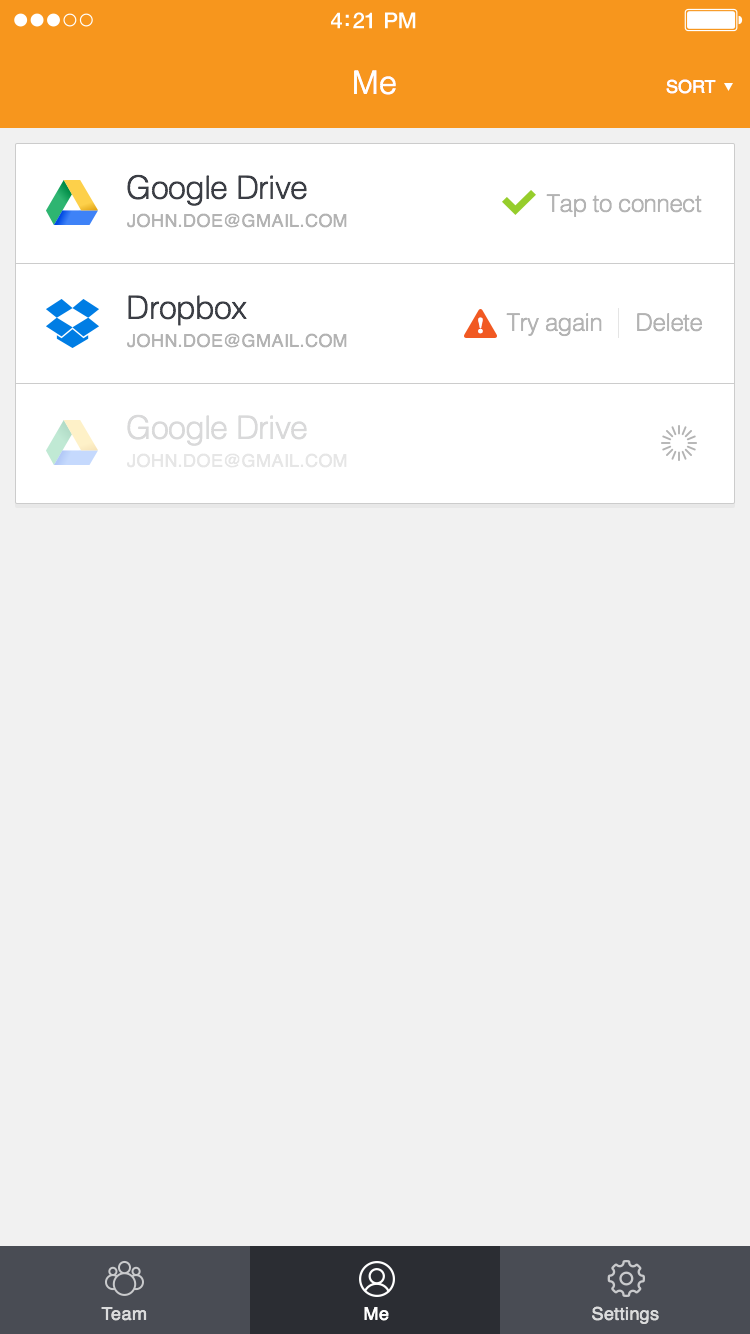 4:21 PM
Me
SORT ▼
Google Drive
JOHN.DOE@GMAIL.COM
Tap to connect
Dropbox
JOHN.DOE@GMAIL.COM
Try again
Delete
Google Drive
JOHN.DOE@GMAIL.COM
Team
Me
Settings